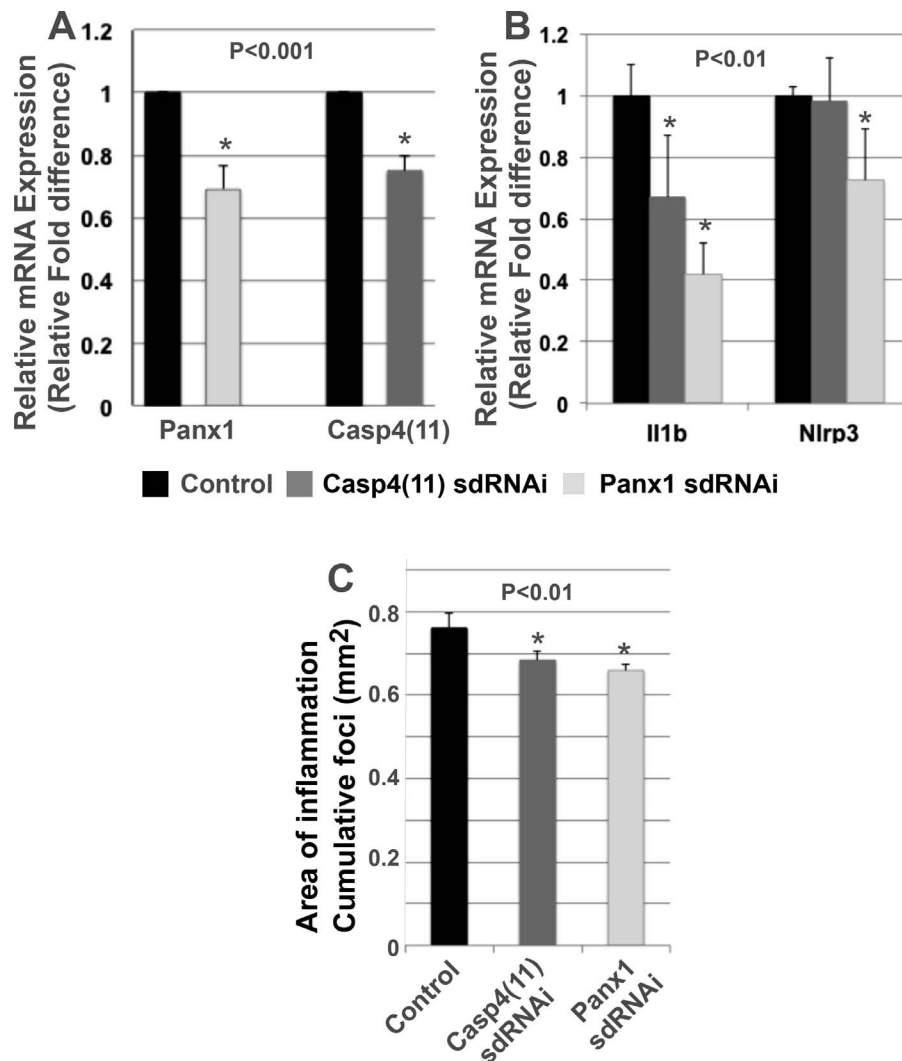 A
P<0.001
Relative mRNA Expression
(Relative Fold difference)
1.2
1
0.8
0.6
0.4
0.2
0
*
*
Panx1
Casp4(11)
B
P<0.01
Relative mRNA Expression
(Relative Fold difference)
1.2
1
0.8
0.6
0.4
0.2
0
*
*
*
Il1b
Nlrp3
Control
Casp4(11) sdRNAi
Panx1 sdRNAi
C
P<0.01
Area of inflammation
Cumulative foci (mm2)
0.8
0.6
0.4
0.2
0
*
*
Control
Casp4(11)
sdRNAi
Panx1
sdRNAi